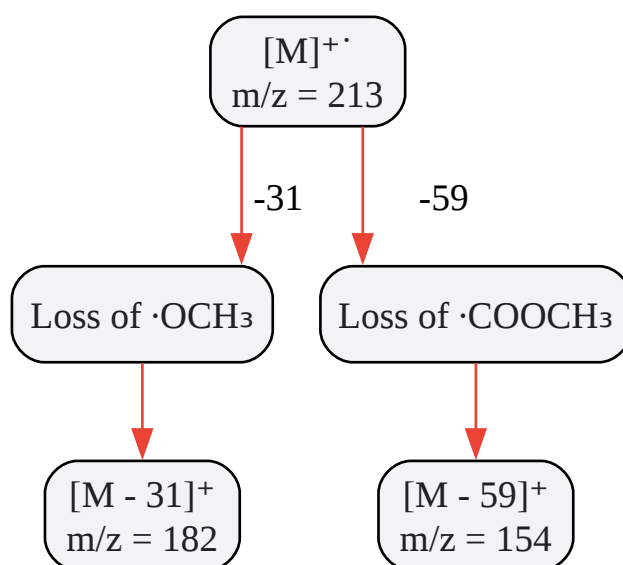 [M]⁺˙
m/z = 213
-31
-59
Loss of ·OCH₃
Loss of ·COOCH₃
[M - 31]⁺
m/z = 182
[M - 59]⁺
m/z = 154